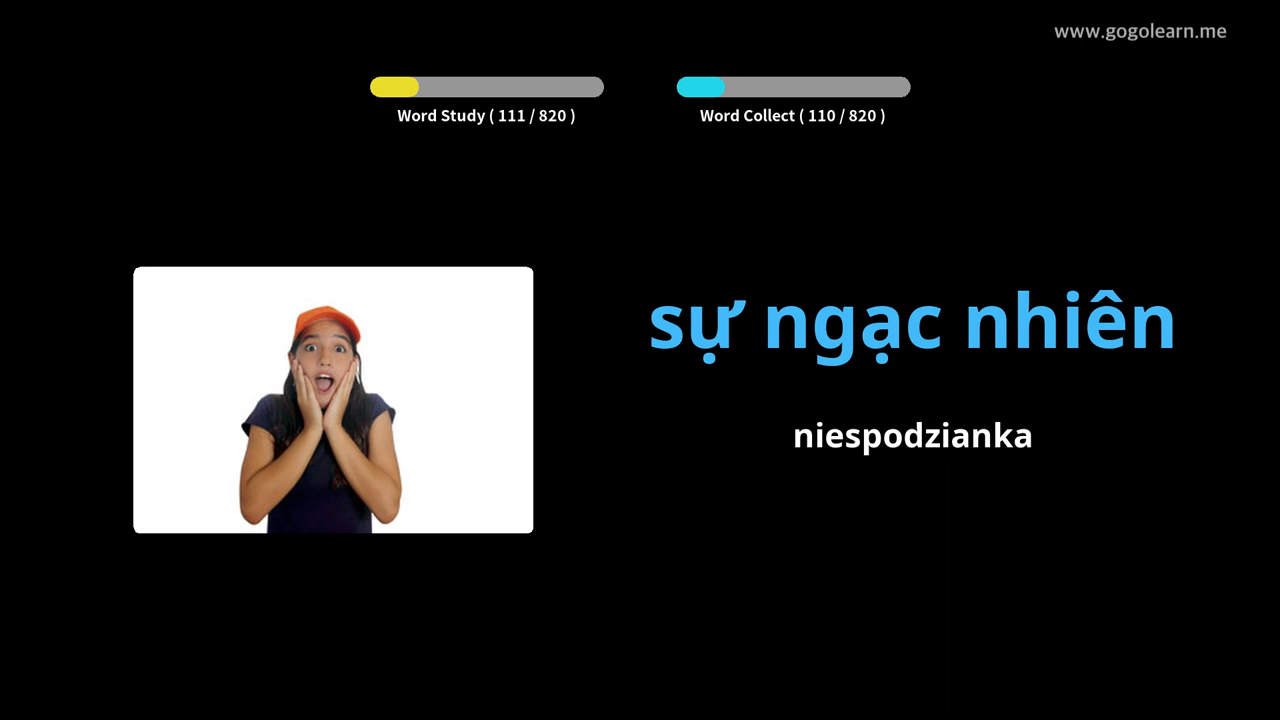 www.gogolearn.me
Word Study ( 111 / 820 )
Word Collect ( 110 / 820 )
sự ngạc nhiên
niespodzianka